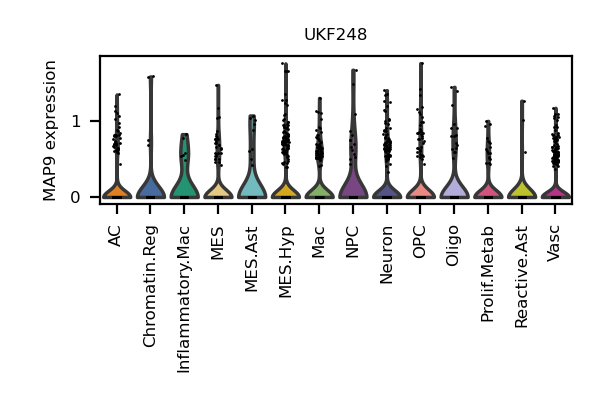 UKF248
MAP9 expression
1
0
AC
Chromatin.Reg
Inflammatory.Mac
MES
MES.Ast
MES.Hyp
Mac
NPC
Neuron
OPC
Oligo
Prolif.Metab
Reactive.Ast
Vasc